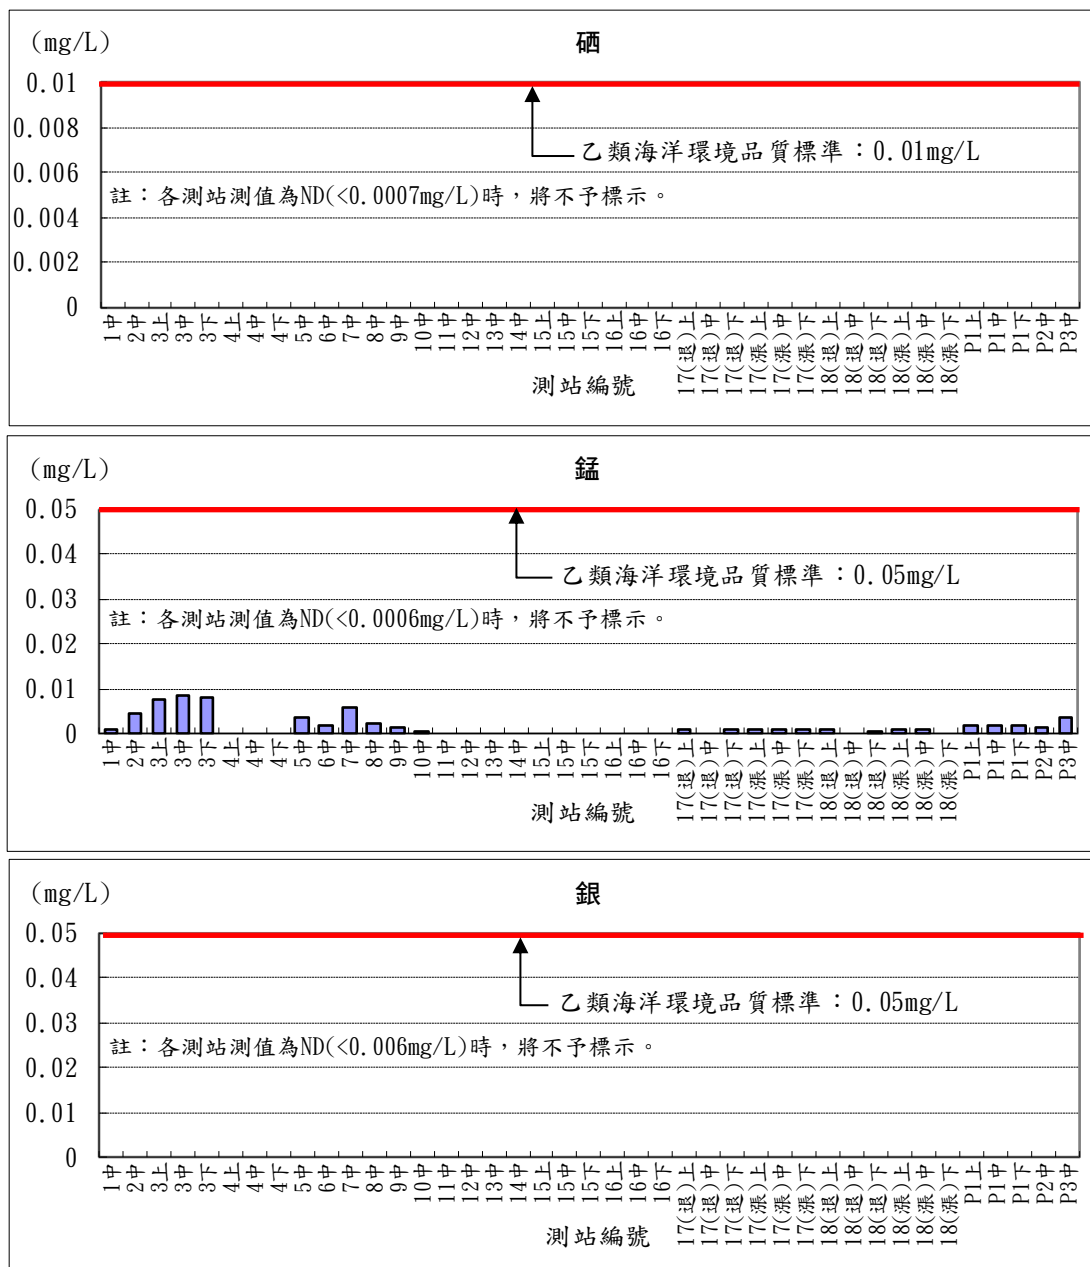 (mg/L)
硒
0.01
0.008
乙類海洋環境品質標準：0.01mg/L
0.006
註：各測站測值為ND(<0.0007mg/L)時，將不予標示。
0.004
0.002
0
1中 2中 3上 3中 3下 4上 4中 4下 5中 6中 7中 8中 9中 10中 11中 12中 13中 14中 15上 15中 15下 16上 16中 16下 17(退)上 17(退)中 17(退)下 17(漲)上 17(漲)中 17(漲)下 18(退)上 18(退)中 18(退)下 18(漲)上 18(漲)中 18(漲)下 P1上 P1中 P1下 P2中 P3中
測站編號
(mg/L)
錳
0.05
0.04
乙類海洋環境品質標準：0.05mg/L
0.03
註：各測站測值為ND(<0.0006mg/L)時，將不予標示。
0.02
0.01
0
1中 2中 3上 3中 3下 4上 4中 4下 5中 6中 7中 8中 9中 10中 11中 12中 13中 14中 15上 15中 15下 16上 16中 16下 17(退)上 17(退)中 17(退)下 17(漲)上 17(漲)中 17(漲)下 18(退)上 18(退)中 18(退)下 18(漲)上 18(漲)中 18(漲)下 P1上 P1中 P1下 P2中 P3中
測站編號
(mg/L)
銀
0.05
0.04
乙類海洋環境品質標準：0.05mg/L
0.03
註：各測站測值為ND(<0.006mg/L)時，將不予標示。
0.02
0.01
0
1中 2中 3上 3中 3下 4上 4中 4下 5中 6中 7中 8中 9中 10中 11中 12中 13中 14中 15上 15中 15下 16上 16中 16下 17(退)上 17(退)中 17(退)下 17(漲)上 17(漲)中 17(漲)下 18(退)上 18(退)中 18(退)下 18(漲)上 18(漲)中 18(漲)下 P1上 P1中 P1下 P2中 P3中
測站編號